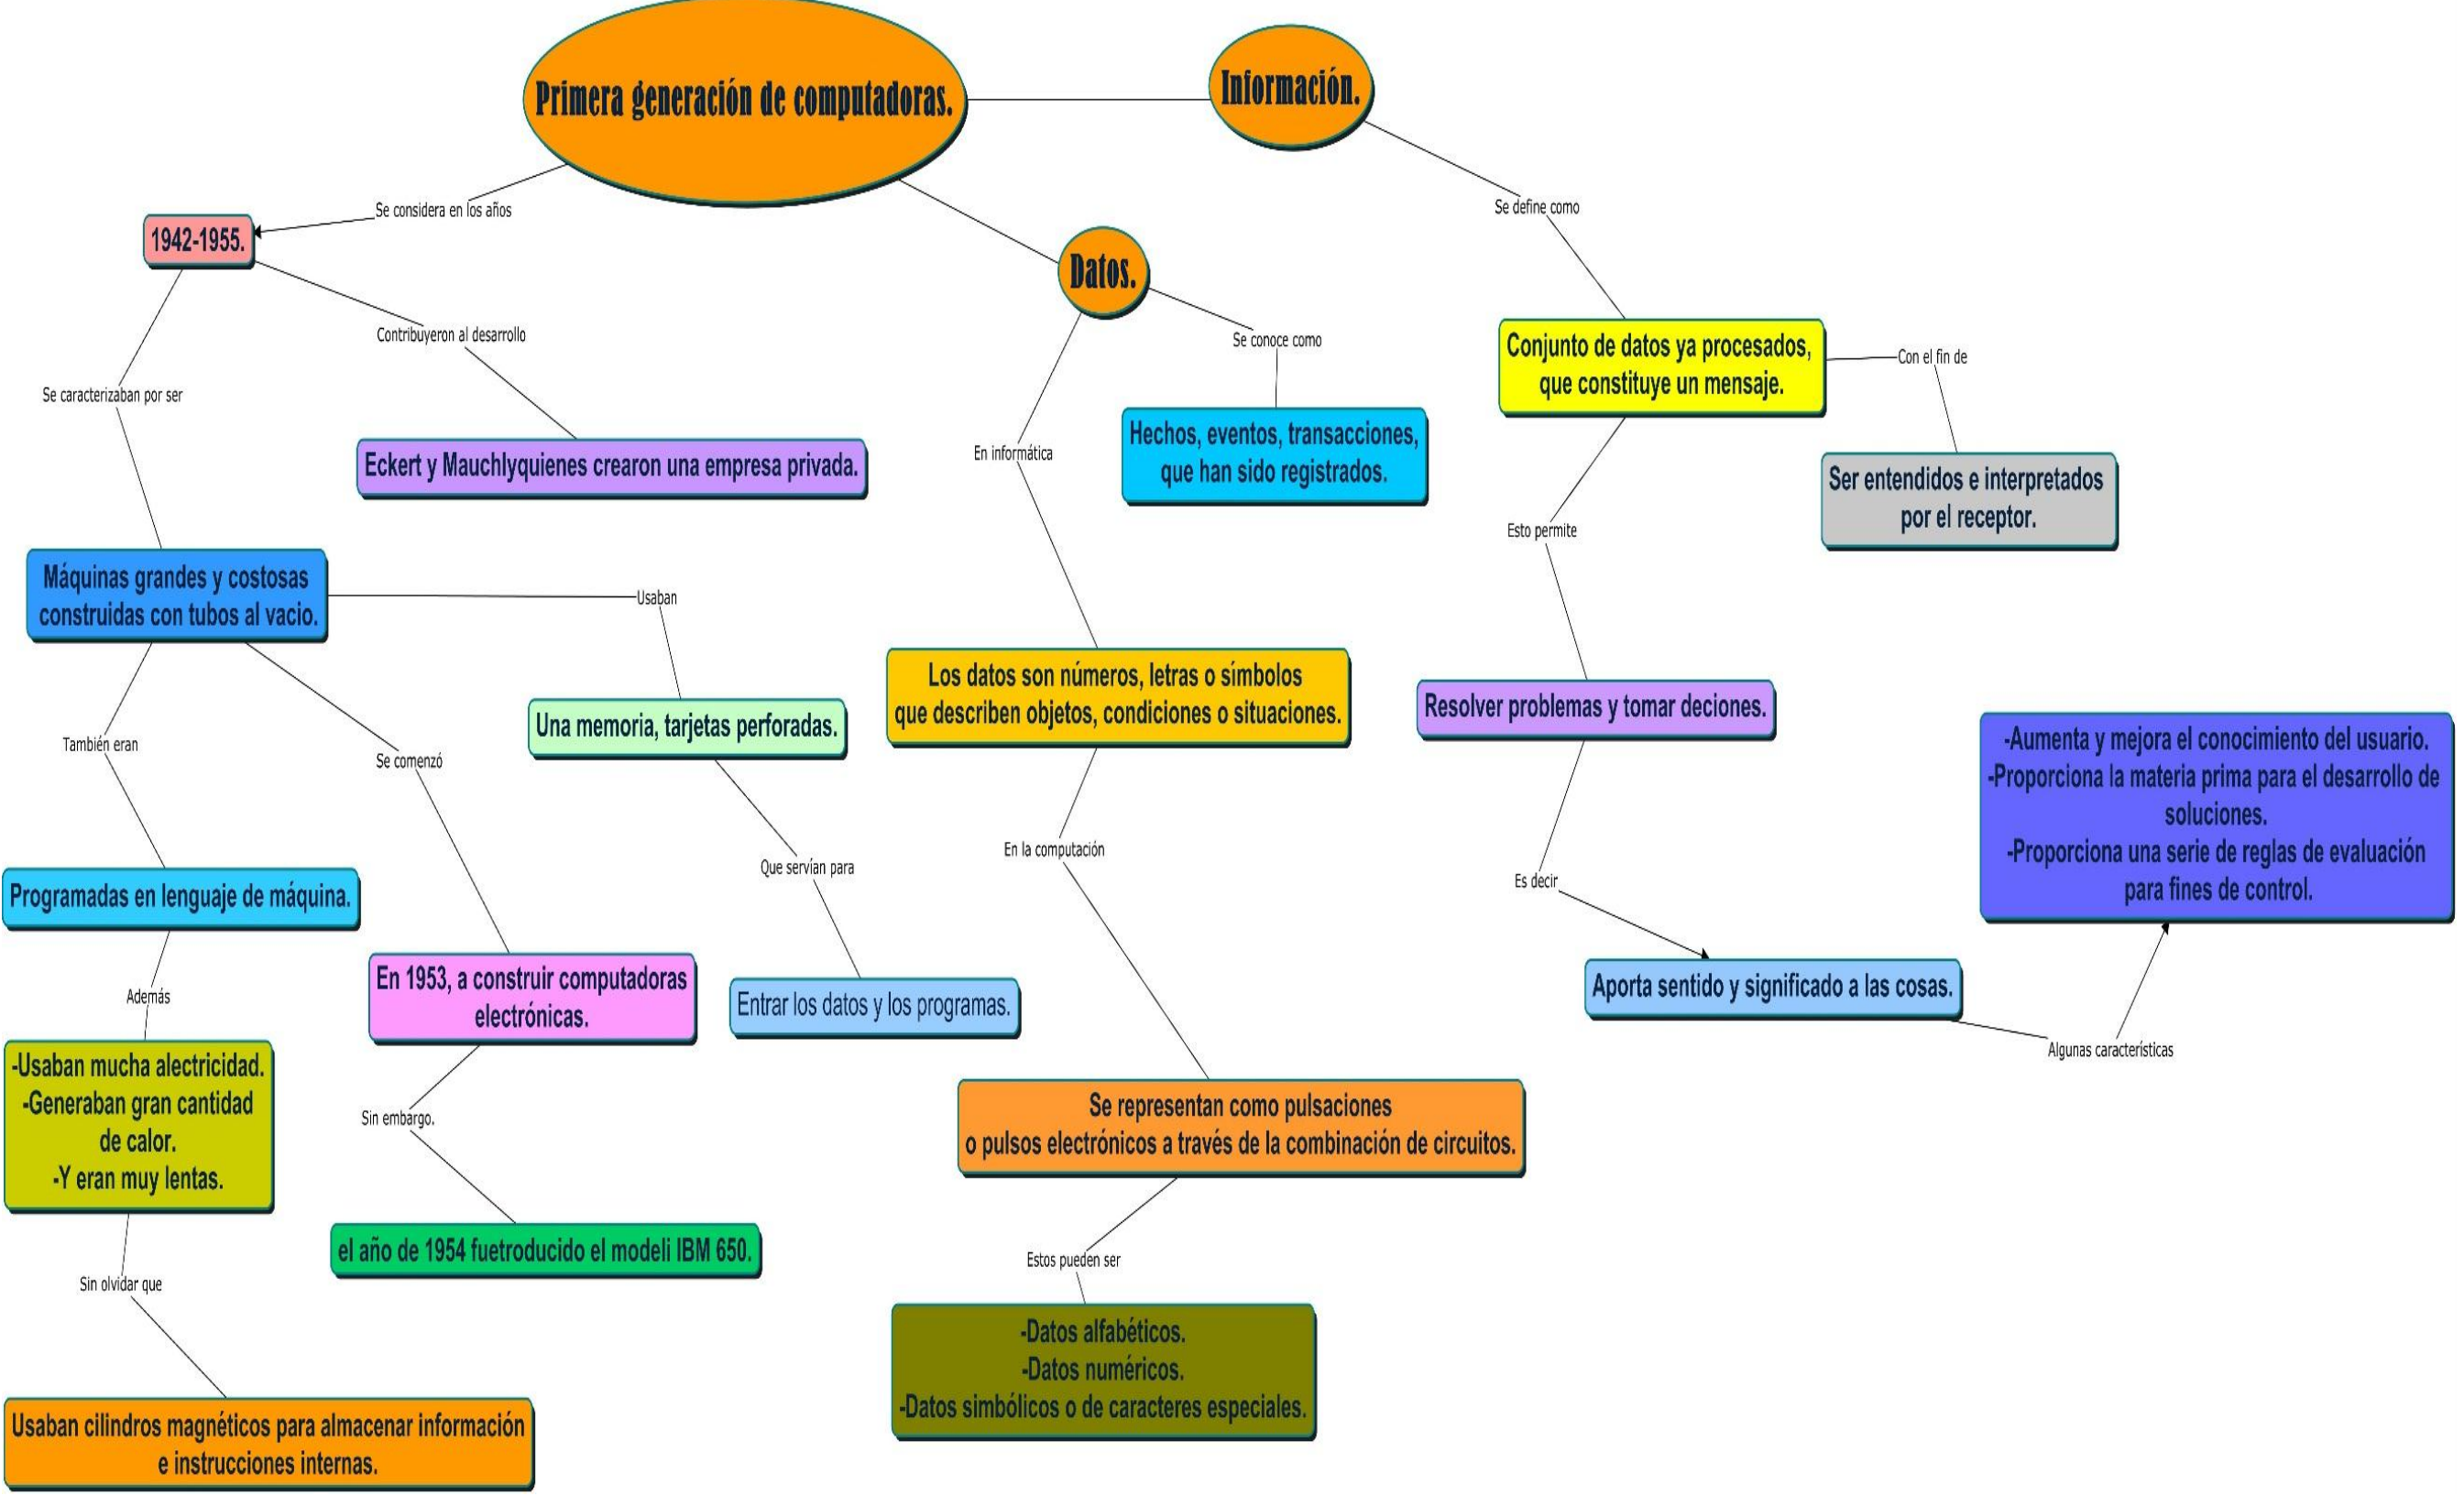 Primera generación de computadoras.
Información.
Se considera en los años
1942-1955.
Contribuyeron al desarrollo
Eckert y Mauchlyquienes crearon una empresa privada.
Se caracterizaban por ser
Máquinas grandes y costosas
construidas con tubos al vacio.
Usaban
Una memoria, tarjetas perforadas.
Que servían para
Entrar los datos y los programas.
También eran
Programadas en lenguaje de máquina.
Además
-Usaban mucha alectricidad.
-Generaban gran cantidad
de calor.
-Y eran muy lentas.
Sin olvidar que
Usaban cilindros magnéticos para almacenar información
e instrucciones internas.
Se comenzó
En 1953, a construir computadoras
electrónicas.
Sin embargo.
el año de 1954 fuetroducido el modeli IBM 650.
Datos.
Se conoce como
Hechos, eventos, transacciones,
que han sido registrados.
En informática
Los datos son números, letras o símbolos
que describen objetos, condiciones o situaciones.
En la computación
Se representan como pulsaciones
o pulsos electrónicos a través de la combinación de circuitos.
Estos pueden ser
-Datos alfabéticos.
-Datos numéricos.
-Datos simbólicos o de caracteres especiales.
Se define como
Conjunto de datos ya procesados,
que constituye un mensaje.
Con el fin de
Ser entendidos e interpretados
por el receptor.
Esto permite
Resolver problemas y tomar deciones.
Es decir
Aporta sentido y significado a las cosas.
Algunas características
-Aumenta y mejora el conocimiento del usuario.
-Proporciona la materia prima para el desarrollo de
soluciones.
-Proporciona una serie de reglas de evaluación
para fines de control.